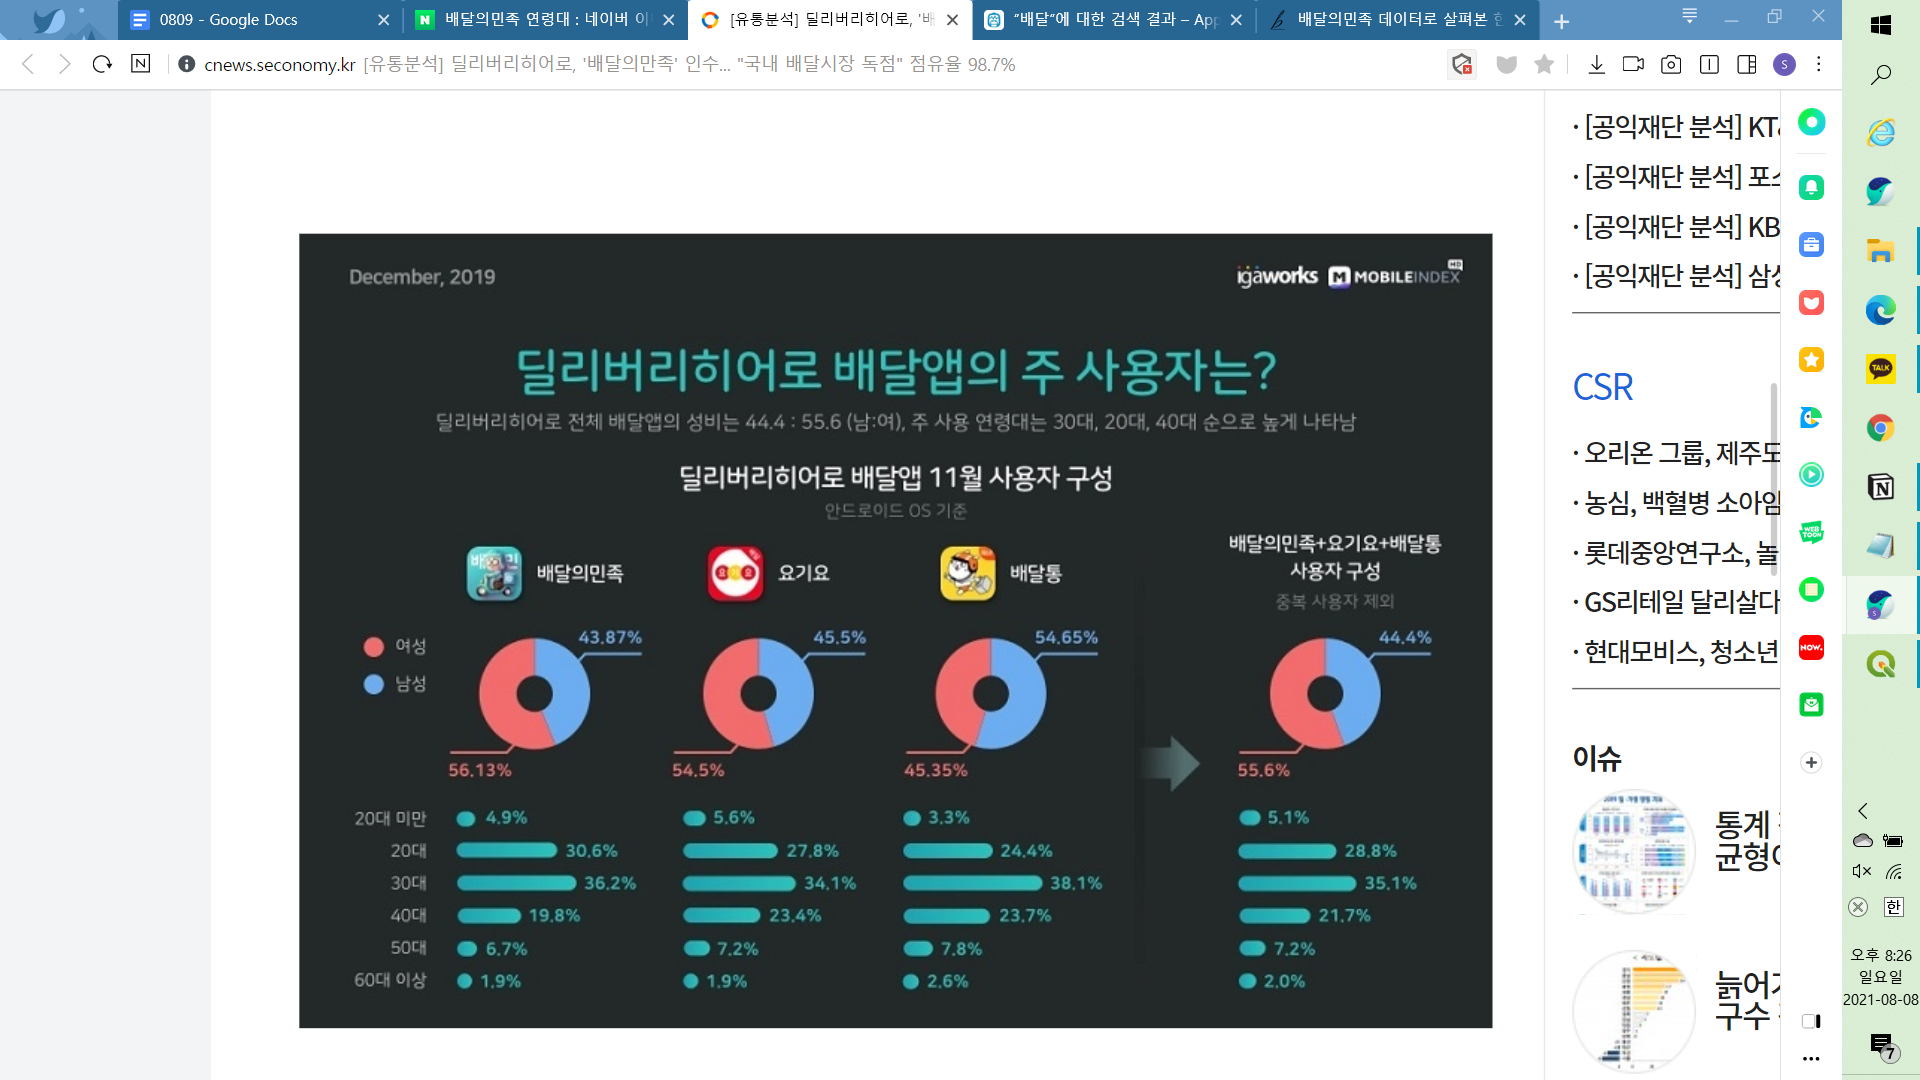 0809 - Google Docs
배달의민족 연령대 : 네이버 이
[유통분석] 딜리버리히어로, '배
"배달"에 대한 검색 결과 – App
배달의민족 데이터로 살펴본 한
cnews.seconomy.kr [유통분석] 딜리버리히어로, '배달의만족' 인수... "국내 배달시장 독점" 점유율 98.7%
December, 2019
igaworks MOBILEINDEX HD
딜리버리히어로 배달앱의 주 사용자는?
딜리버리히어로 전체 배달앱의 성비는 44.4 : 55.6 (남:여), 주 사용 연령대는 30대, 20대, 40대 순으로 높게 나타남
딜리버리히어로 배달앱 11월 사용자 구성
안드로이드 OS 기준
배달의민족
요기요
배달통
배달의민족+요기요+배달통
사용자 구성
중복 사용자 제외
여성
남성
43.87% 45.5% 54.65% 44.4%
56.13% 54.5% 45.35% 55.6%
20대 미만 4.9% 5.6% 3.3% 5.1%
20대 30.6% 27.8% 24.4% 28.8%
30대 36.2% 34.1% 38.1% 35.1%
40대 19.8% 23.4% 23.7% 21.7%
50대 6.7% 7.2% 7.8% 7.2%
60대 이상 1.9% 1.9% 2.6% 2.0%
· [공익재단 분석] KT&
· [공익재단 분석] 포스
· [공익재단 분석] KB
· [공익재단 분석] 삼성
CSR
· 오리온 그룹, 제주도
· 농심, 백혈병 소아암
· 롯데중앙연구소, 놀
· GS리테일 달리살다
· 현대모비스, 청소년
이슈
통계
균형
늙어가
구수
WEB
TOON
NOW.
TALK
한
오후 8:26
일요일
2021-08-08
7